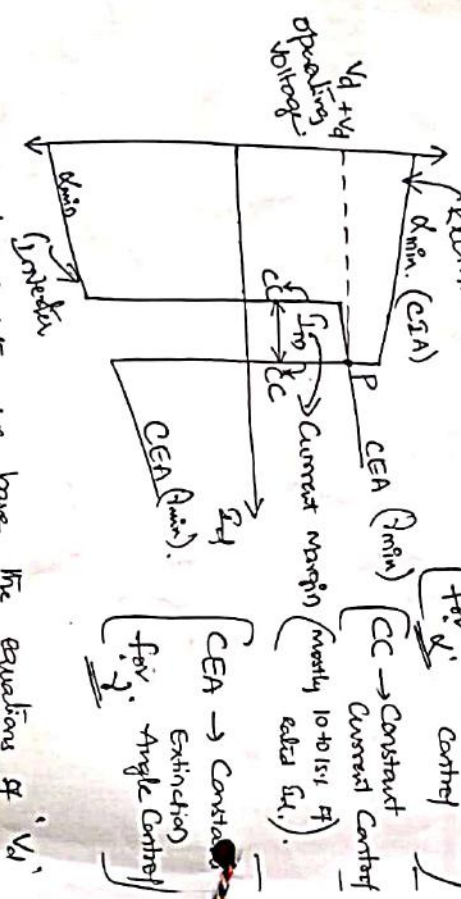 αmin. (CIA)
Vd + Vd
operating
voltage
P
CEA (γmin)
CC
Im
CC
Current Margin (mostly 10 to 15% of
rated Id.).
αmin
(Inverter
Id
CEA (γmin).
for α'
Control
CC → Constant
Current Control
CEA →
Extinction
Angle Control
for 'γ'
have the equations of 'Vd'